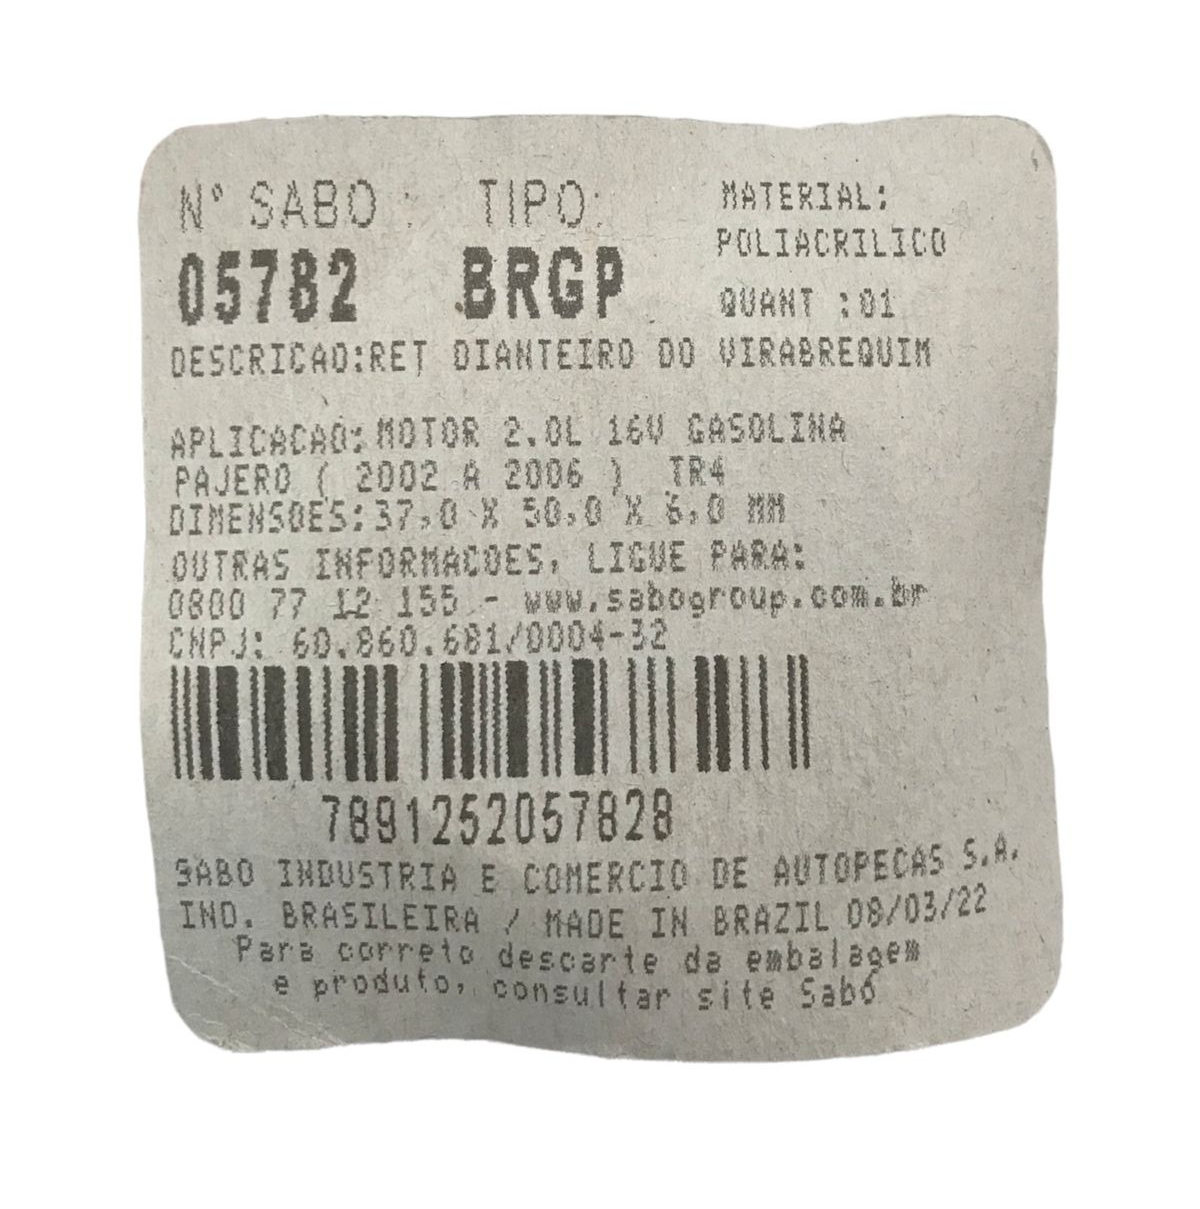 Nº SABO : TIPO: MATERIAL:
POLIACRILICO
05782 BRGP QUANT :01
DESCRICAO:RET DIANTEIRO DO VIRABREQUIM
APLICACAO:MOTOR 2.0L 16V GASOLINA
PAJERO ( 2002 A 2006 ) TR4
DIMENSOES:37,0 X 50,0 X 6,0 MM
OUTRAS INFORMACOES, LIGUE PARA:
0800 77 12 155 - www.sabogroup.com.br
CNPJ: 60.860.681/0004-32
7891252057828
SABO INDUSTRIA E COMERCIO DE AUTOPECAS S.A.
IND. BRASILEIRA / MADE IN BRAZIL 08/03/22
Para correto descarte da embalagem
e produto, consultar site Sabó